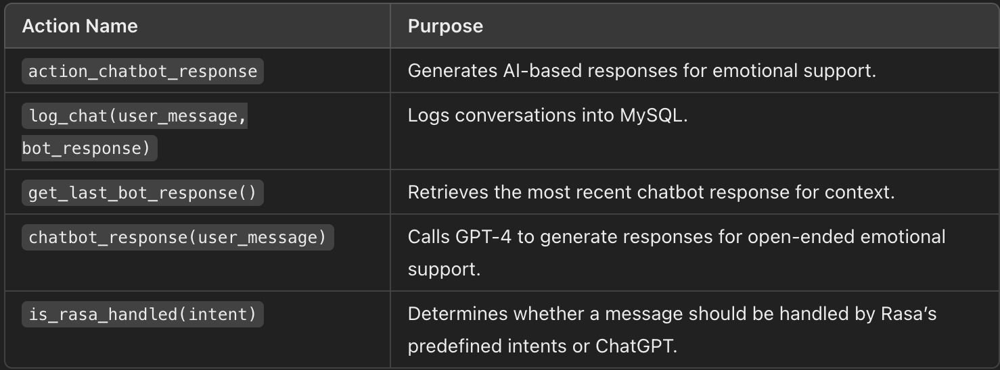 Action Name
Purpose
action_chatbot_response
Generates AI-based responses for emotional support.
log_chat(user_message,
bot_response)
Logs conversations into MySQL.
get_last_bot_response()
Retrieves the most recent chatbot response for context.
chatbot_response(user_message)
Calls GPT-4 to generate responses for open-ended emotional
support.
is_rasa_handled(intent)
Determines whether a message should be handled by Rasa’s
predefined intents or ChatGPT.